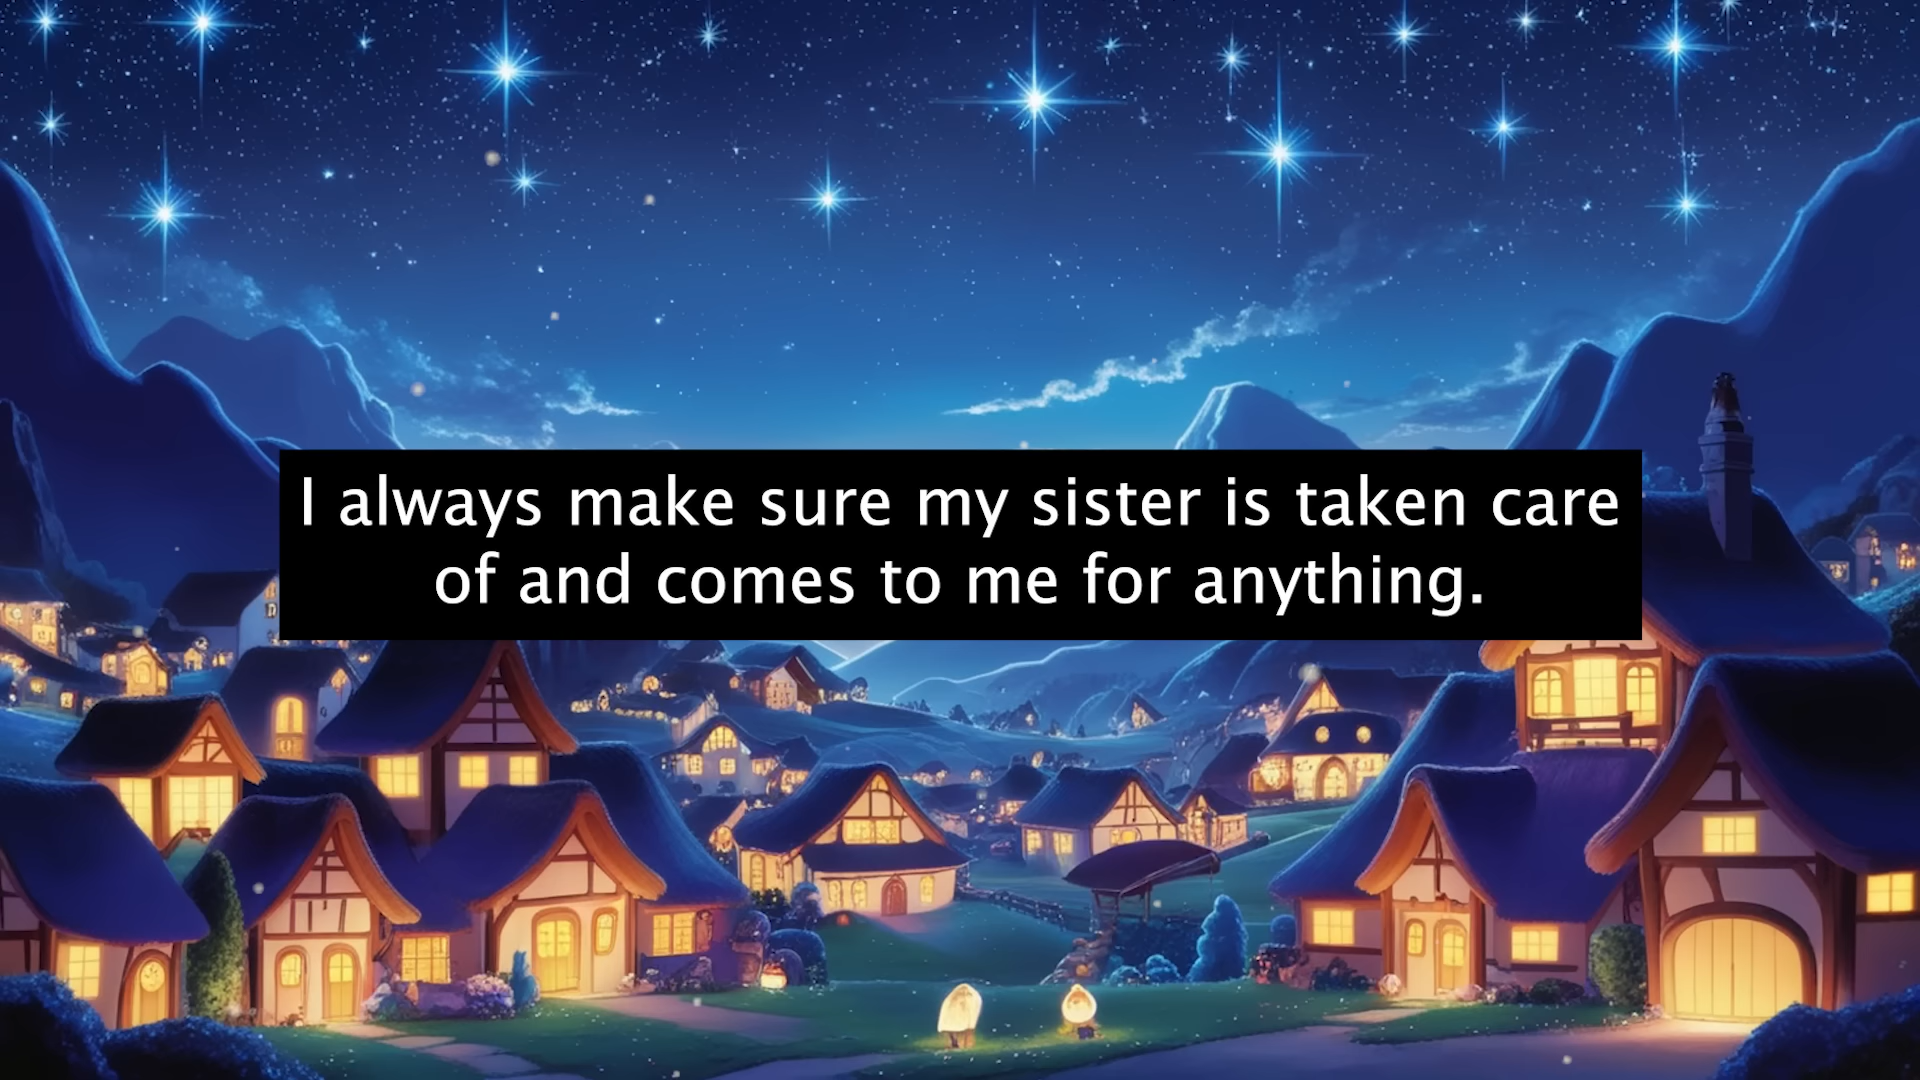 I always make sure my sister is taken care
of and comes to me for anything.